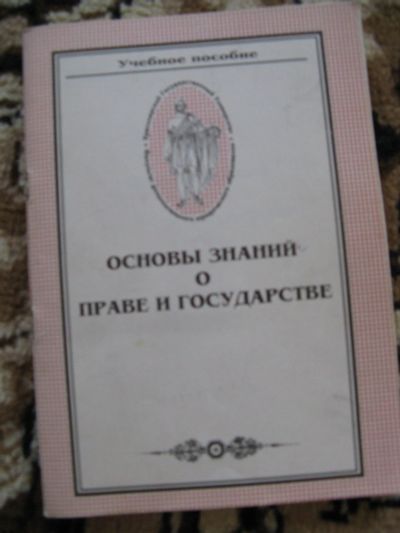 Учебное пособие
ОСНОВЫ ЗНАНИЙ
О
ПРАВЕ И ГОСУДАРСТВЕ